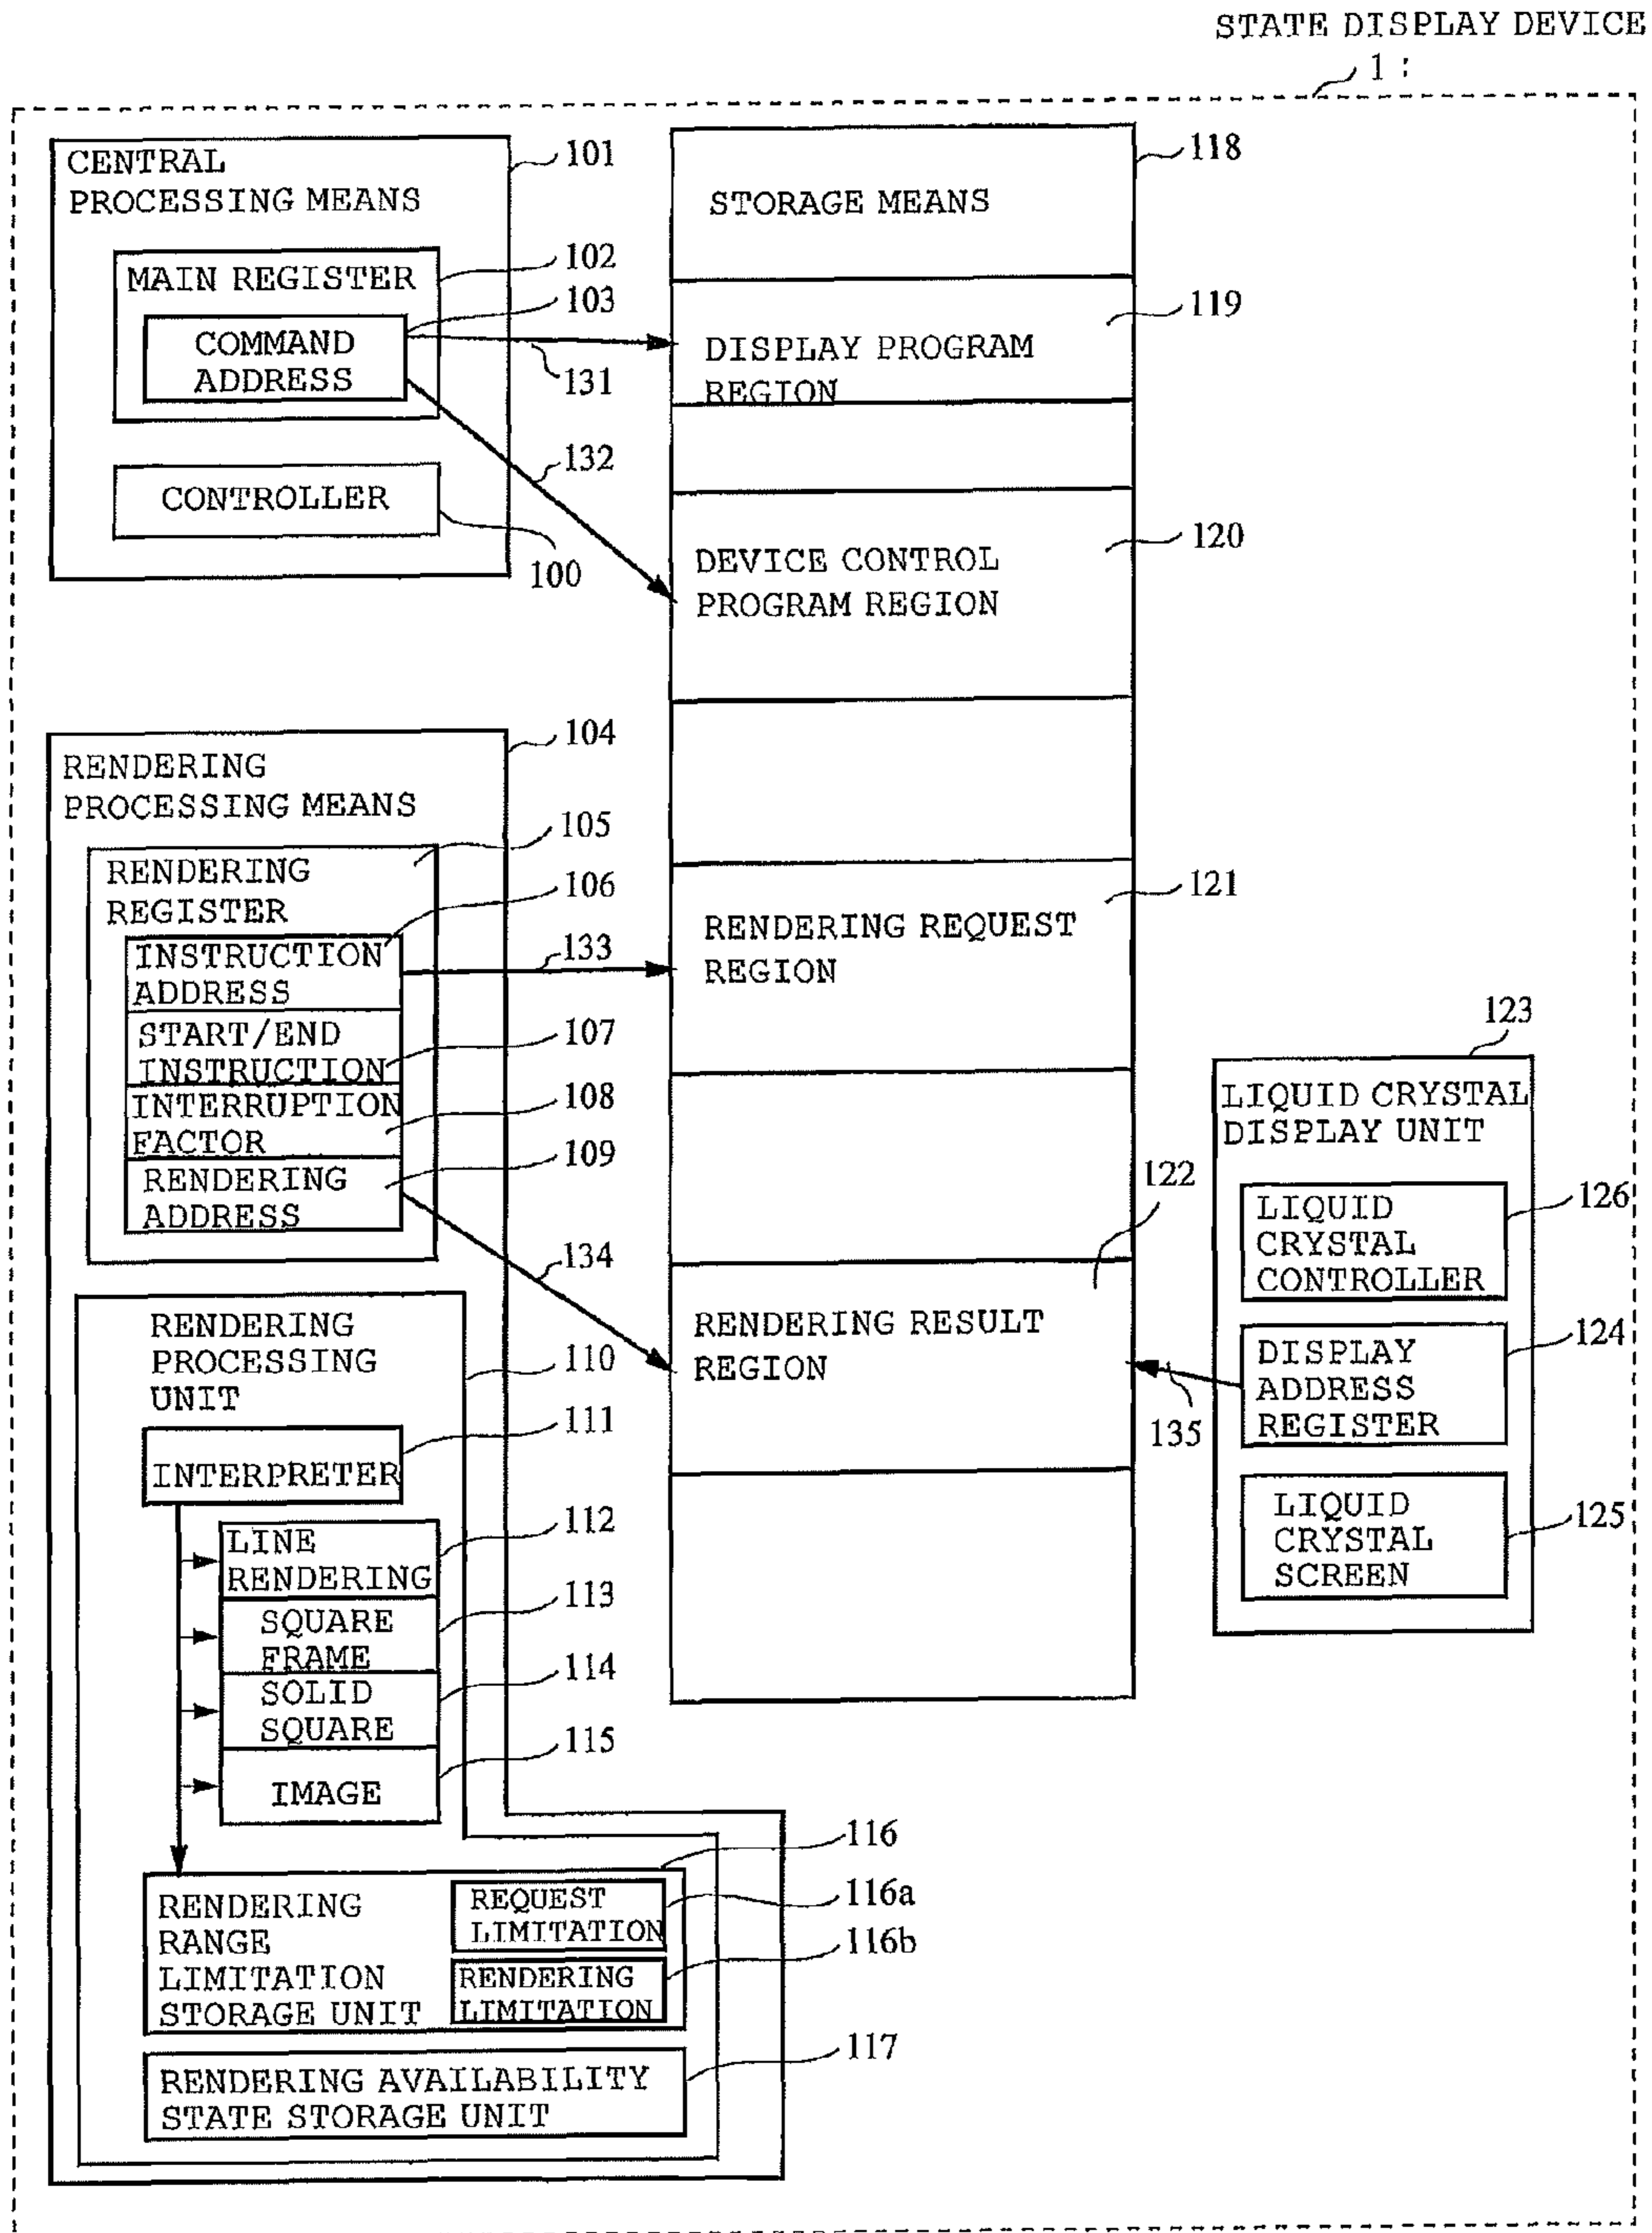 STATE DISPLAY DEVICE
1 :
CENTRAL
PROCESSING MEANS
101
MAIN REGISTER
102
103
COMMAND
ADDRESS
131
132
CONTROLLER
100
118
STORAGE MEANS
119
DISPLAY PROGRAM
REGION
120
DEVICE CONTROL
PROGRAM REGION
104
RENDERING
PROCESSING MEANS
105
RENDERING
REGISTER
106
INSTRUCTION
ADDRESS
133
START/END
INSTRUCTION
107
INTERRUPTION
FACTOR
108
109
RENDERING
ADDRESS
134
121
RENDERING REQUEST
REGION
122
RENDERING RESULT
REGION
123
LIQUID CRYSTAL
DISPLAY UNIT
LIQUID
CRYSTAL
CONTROLLER
126
124
DISPLAY
ADDRESS
REGISTER
135
LIQUID
CRYSTAL
SCREEN
125
RENDERING
PROCESSING
UNIT
110
111
INTERPRETER
112
LINE
RENDERING
113
SQUARE
FRAME
114
SOLID
SQUARE
115
IMAGE
116
RENDERING
RANGE
LIMITATION
STORAGE UNIT
REQUEST
LIMITATION
116a
RENDERING
LIMITATION
116b
117
RENDERING AVAILABILITY
STATE STORAGE UNIT